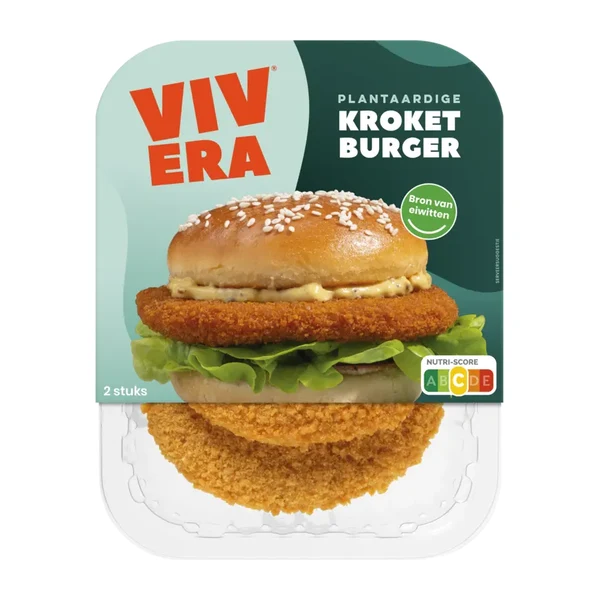 VIV
ERA®
PLANTAARDIGE
KROKET
BURGER
Bron van
eiwitten
NUTRI-SCORE
A B C D E
2 stuks